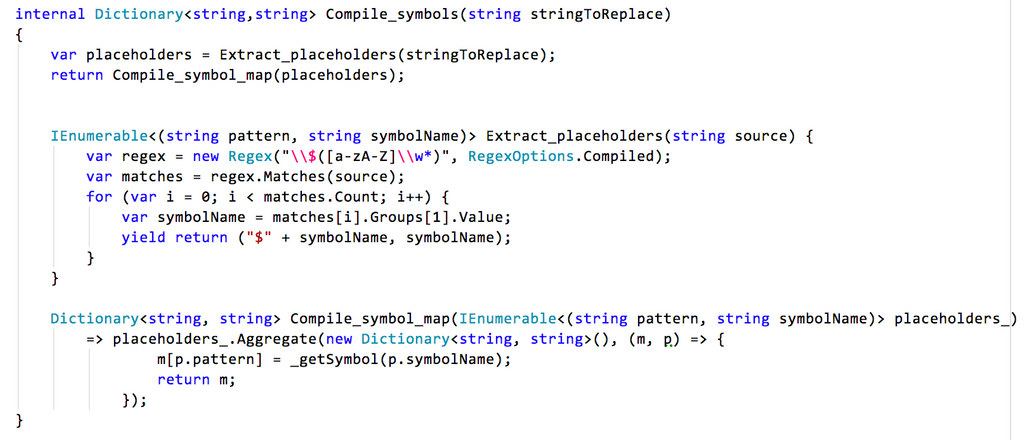 internal Dictionary<string,string> Compile_symbols(string stringToReplace)
{
    var placeholders = Extract_placeholders(stringToReplace);
    return Compile_symbol_map(placeholders);


    IEnumerable<(string pattern, string symbolName)> Extract_placeholders(string source) {
        var regex = new Regex("\\$([a-zA-Z]\\w*)", RegexOptions.Compiled);
        var matches = regex.Matches(source);
        for (var i = 0; i < matches.Count; i++) {
            var symbolName = matches[i].Groups[1].Value;
            yield return ("$" + symbolName, symbolName);
        }
    }

    Dictionary<string, string> Compile_symbol_map(IEnumerable<(string pattern, string symbolName)> placeholders_)
        => placeholders_.Aggregate(new Dictionary<string, string>(), (m, p) => {
                m[p.pattern] = _getSymbol(p.symbolName);
                return m;
            });
}